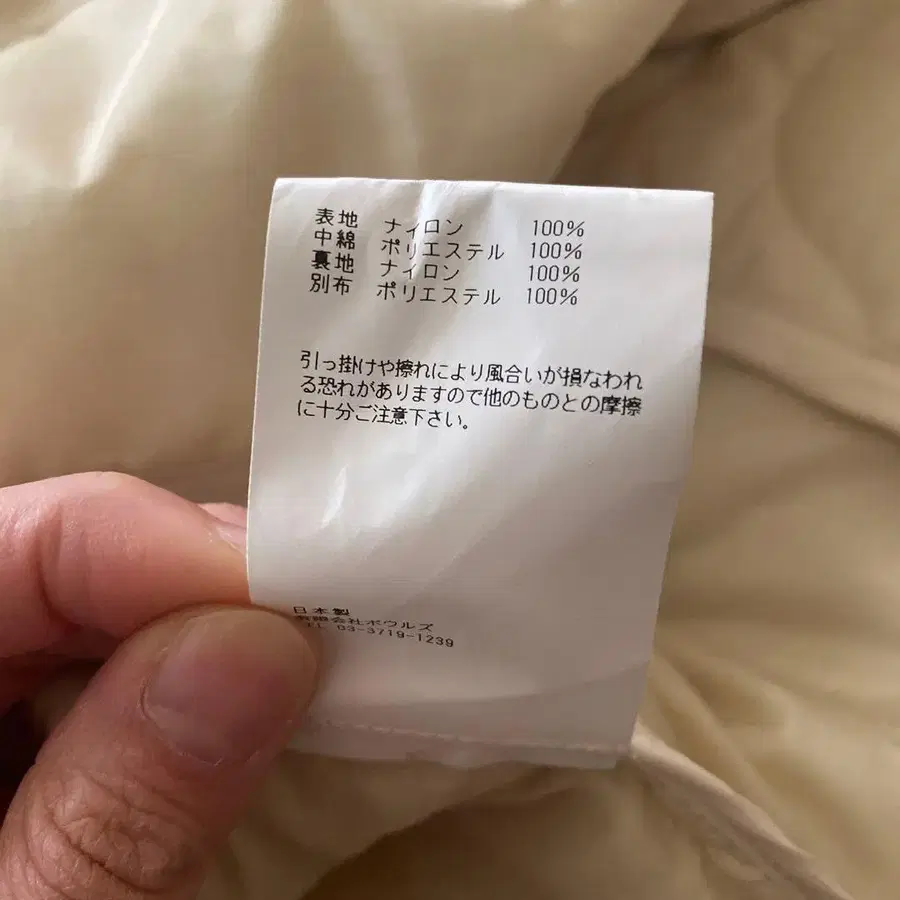 表地 ナイロン 100%
中綿 ポリエステル 100%
裏地 ナイロン 100%
別布 ポリエステル 100%
引っ掛けや擦れにより風合いが損なわれ
る恐れがありますので他のものとの摩擦
に十分ご注意下さい。
日本製
有限会社ボウルズ
TEL 03-3719-1239